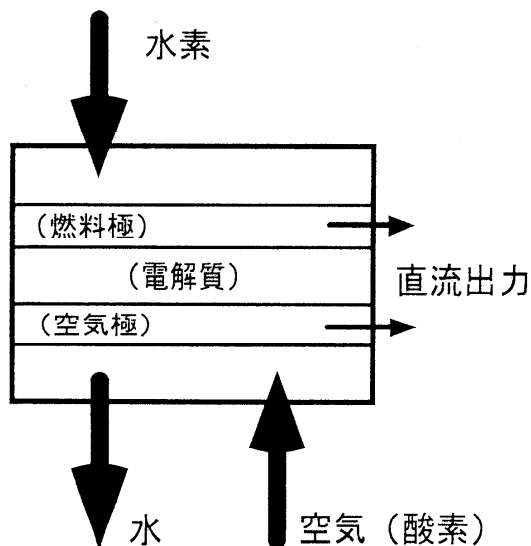 水素
(燃料極)
(電解質)
直流出力
(空気極)
水
空気 (酸素)